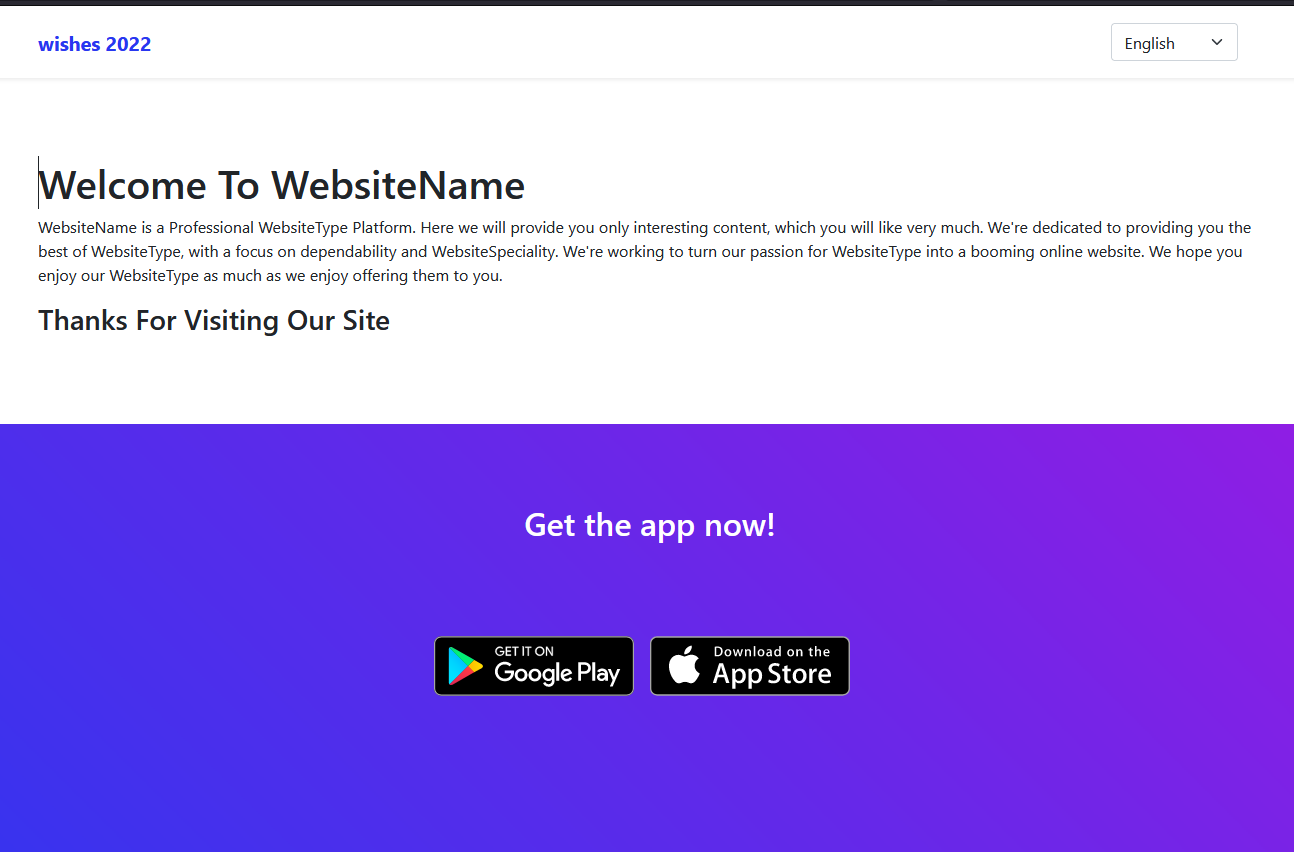 wishes 2022
English
Welcome To WebsiteName
WebsiteName is a Professional WebsiteType Platform. Here we will provide you only interesting content, which you will like very much. We're dedicated to providing you the
best of WebsiteType, with a focus on dependability and WebsiteSpeciality. We're working to turn our passion for WebsiteType into a booming online website. We hope you
enjoy our WebsiteType as much as we enjoy offering them to you.
Thanks For Visiting Our Site
Get the app now!
GET IT ON
Google Play
Download on the
App Store